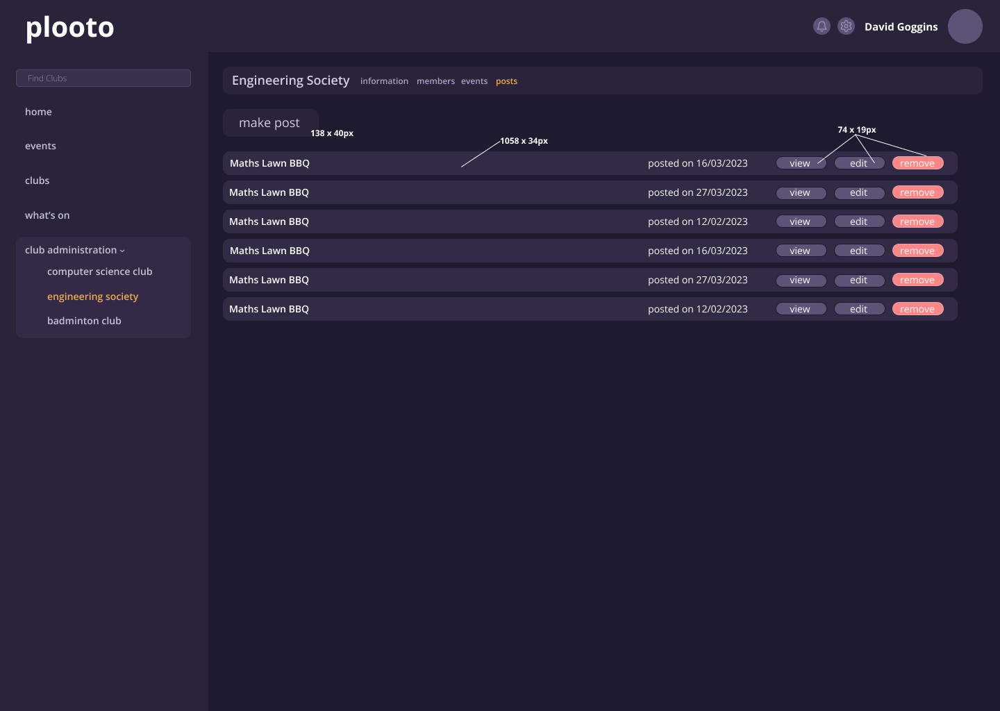 plooto
David Goggins
Find Clubs
home
events
clubs
what's on
club administration
computer science club
engineering society
badminton club
Engineering Society information members events posts
make post
138 x 40px
1058 x 34px
74 x 19px
Maths Lawn BBQ posted on 16/03/2023 view edit remove
Maths Lawn BBQ posted on 27/03/2023 view edit remove
Maths Lawn BBQ posted on 12/02/2023 view edit remove
Maths Lawn BBQ posted on 16/03/2023 view edit remove
Maths Lawn BBQ posted on 27/03/2023 view edit remove
Maths Lawn BBQ posted on 12/02/2023 view edit remove